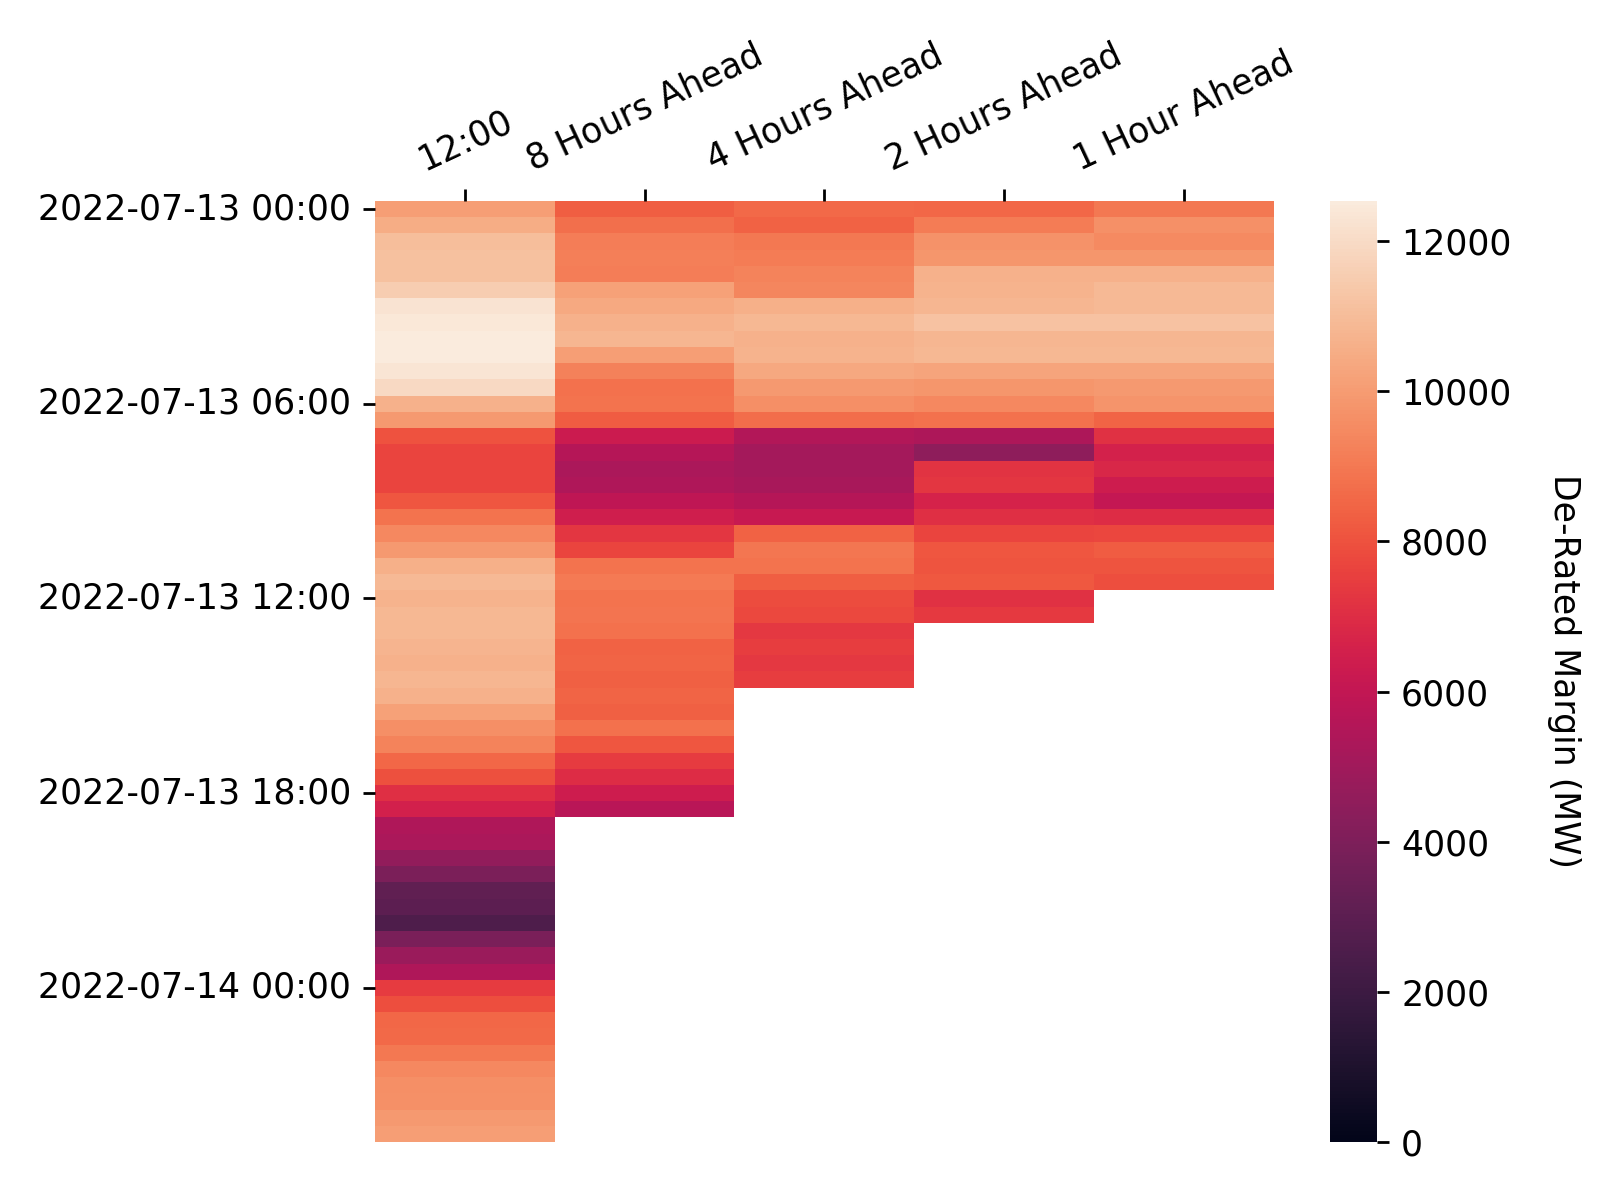 12:00
8 Hours Ahead
4 Hours Ahead
2 Hours Ahead
1 Hour Ahead
2022-07-13 00:00
2022-07-13 06:00
2022-07-13 12:00
2022-07-13 18:00
2022-07-14 00:00
12000
10000
8000
6000
4000
2000
0
De-Rated Margin (MW)